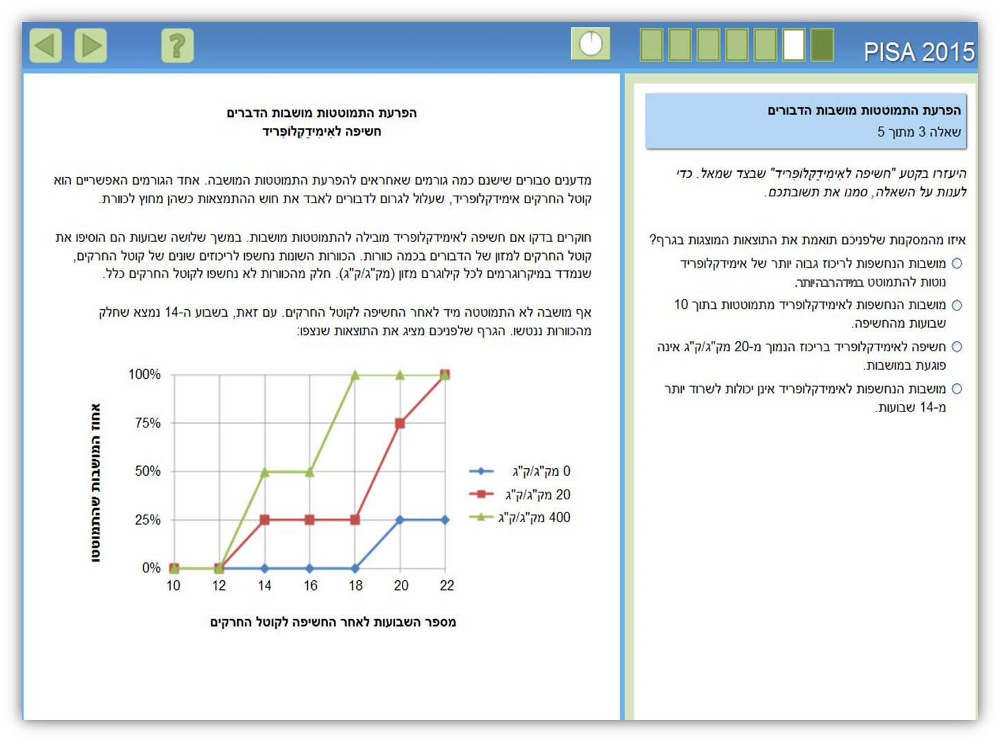 PISA 2015
?
הפרעת התמוטטות מושבות הדברים
חשיפה לאִימִידַקְלוֹפְּרִיד
מדענים סבורים שישנם כמה גורמים שאחראים להפרעת התמוטטות המושבה. אחד הגורמים האפשריים הוא
קוטל החרקים אימידקלופריד, שעלול לגרום לדבורים לאבד את חוש ההתמצאות כשהן מחוץ לכוורת.
חוקרים בדקו אם חשיפה לאימידקלופריד מובילה להתמוטטות מושבות. במשך שלושה שבועות הם הוסיפו את
קוטל החרקים למזון של הדבורים בכמה כוורות. הכוורות השונות נחשפו לריכוזים שונים של קוטל החרקים,
שנמדד במיקרוגרמים לכל קילוגרם מזון (מק"ג/ק"ג). חלק מהכוורות לא נחשפו לקוטל החרקים כלל.
אף מושבה לא התמוטטה מיד לאחר החשיפה לקוטל החרקים. עם זאת, בשבוע ה-14 נמצא שחלק
מהכוורות ננטשו. הגרף שלפניכם מציג את התוצאות שנצפו:
אחוז המושבות שהתמוטטו
100%
75%
50%
25%
0%
10 12 14 16 18 20 22
מספר השבועות לאחר החשיפה לקוטל החרקים
0 מק"ג/ק"ג
20 מק"ג/ק"ג
400 מק"ג/ק"ג
הפרעת התמוטטות מושבות הדבורים
שאלה 3 מתוך 5
היעזרו בקטע "חשיפה לאִימִידַקְלוֹפְּרִיד" שבצד שמאל. כדי
לענות על השאלה, סמנו את תשובתכם.
איזו מהמסקנות שלפניכם תואמת את התוצאות המוצגות בגרף?
מושבות הנחשפות לריכוז גבוה יותר של אימידקלופריד
נוטות להתמוטט במידה רבה יותר.
מושבות הנחשפות לאימידקלופריד מתמוטטות בתוך 10
שבועות מהחשיפה.
חשיפה לאימידקלופריד בריכוז הנמוך מ-20 מק"ג/ק"ג אינה
פוגעת במושבות.
מושבות הנחשפות לאימידקלופריד אינן יכולות לשרוד יותר
מ-14 שבועות.